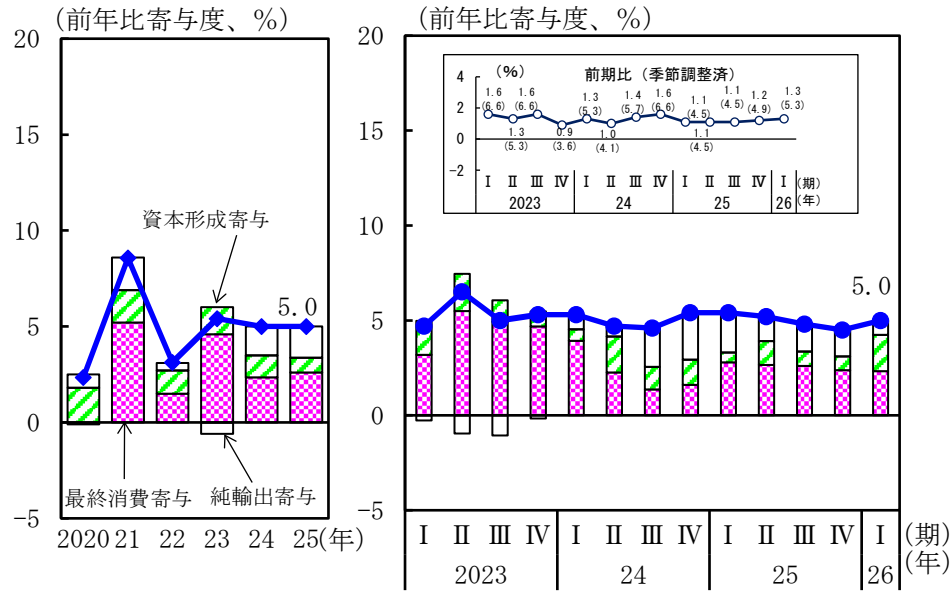 (前年比寄与度、%)
20
15
10
5
0
-5
資本形成寄与
5.0
最終消費寄与
純輸出寄与
2020 21 22 23 24 25(年)
(前年比寄与度、%)
20
15
10
5
0
-5
(%)
前期比（季節調整済）
4
2
0
-2
1.6 1.6 1.3 1.4 1.6 1.1 1.1 1.2 1.3
(6.6) (6.6) (5.3) (5.7) (6.6) (4.5) (4.5) (4.9) (5.3)
1.3 0.9 1.0 1.1
(5.3) (3.6) (4.1) (4.5)
Ⅰ Ⅱ Ⅲ Ⅳ Ⅰ Ⅱ Ⅲ Ⅳ Ⅰ Ⅱ Ⅲ Ⅳ Ⅰ (期)
2023 24 25 26 (年)
5.0
Ⅰ Ⅱ Ⅲ Ⅳ Ⅰ Ⅱ Ⅲ Ⅳ Ⅰ Ⅱ Ⅲ Ⅳ Ⅰ (期)
2023 24 25 26 (年)